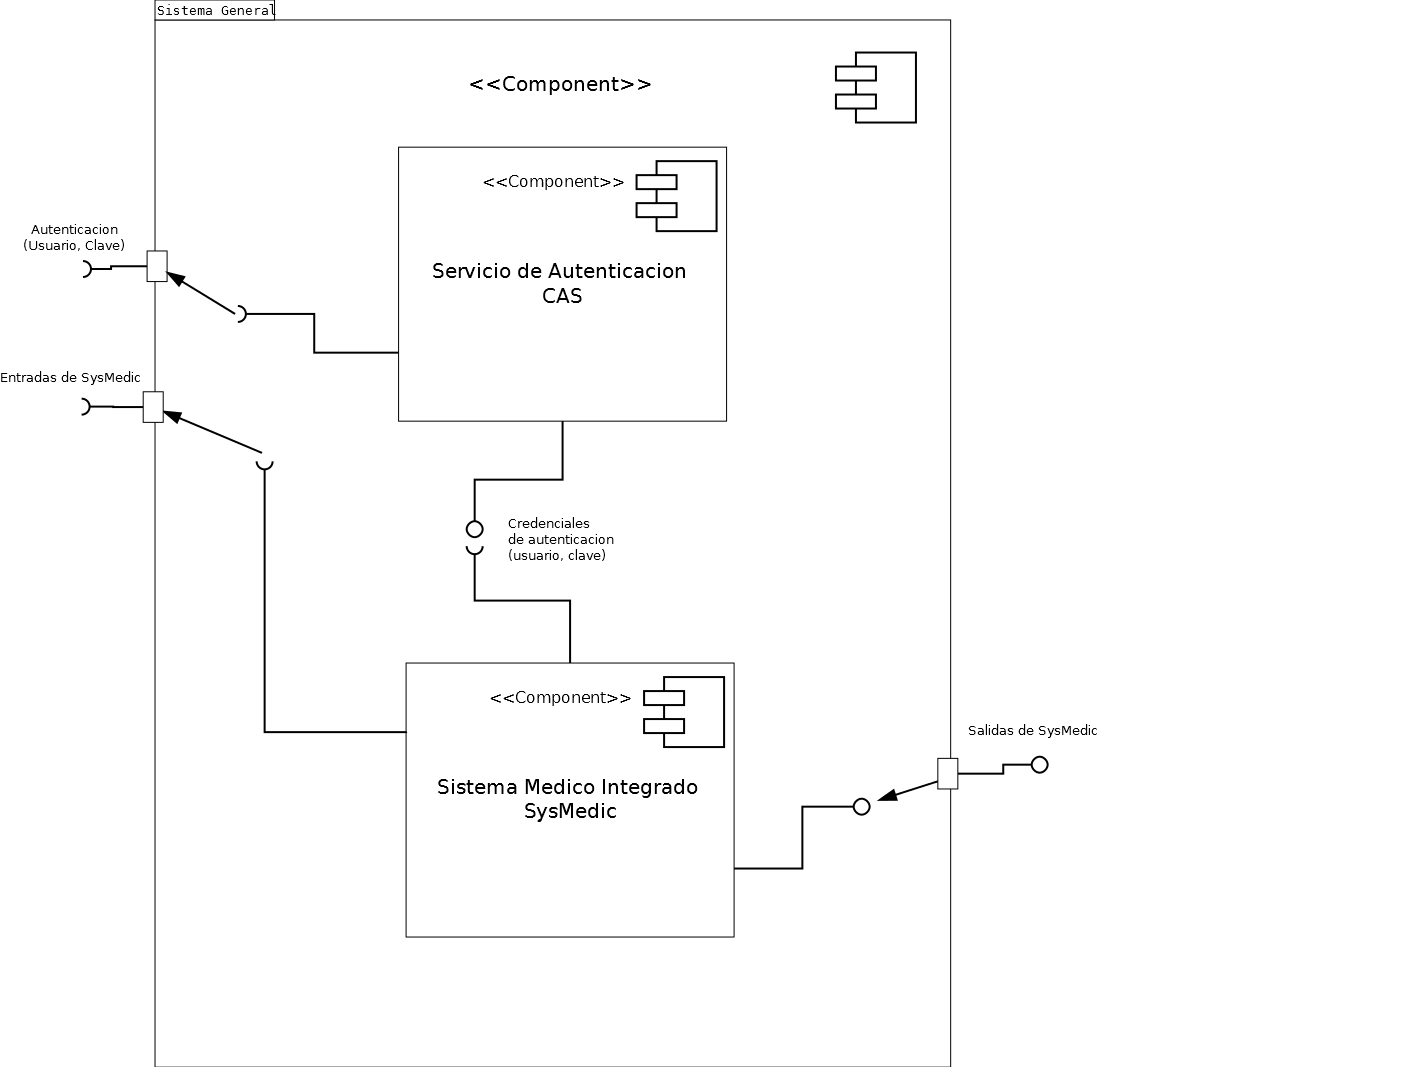 Sistema General
<<Component>>
<<Component>>
Servicio de Autenticacion
CAS
Autenticacion
(Usuario, Clave)
Entradas de SysMedic
Credenciales
de autenticacion
(usuario, clave)
<<Component>>
Sistema Medico Integrado
SysMedic
Salidas de SysMedic